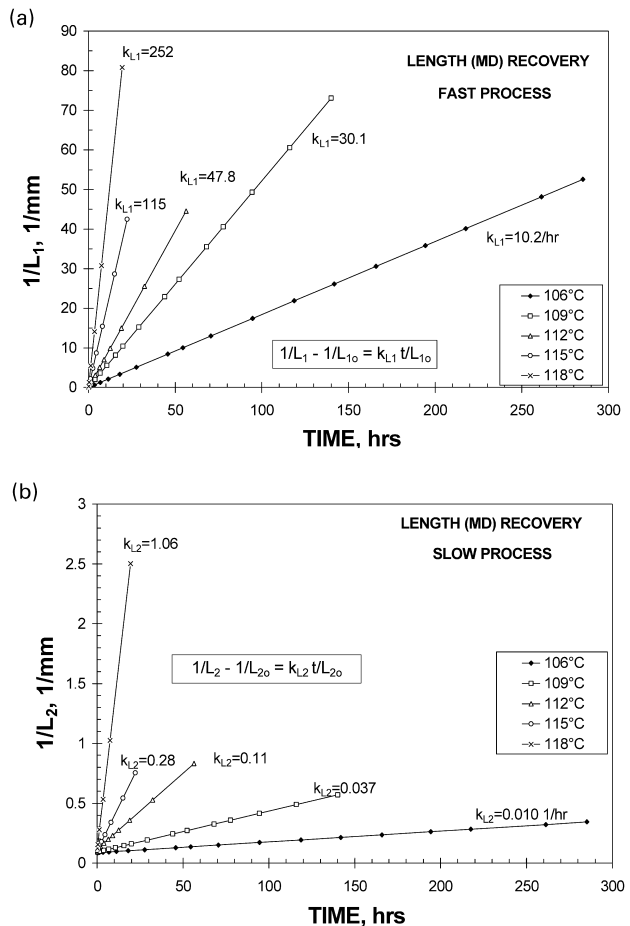 (a)
LENGTH (MD) RECOVERY
FAST PROCESS
90
80
70
60
50
40
30
20
10
0
1/L1, 1/mm
kL1=252
kL1=30.1
kL1=47.8
kL1=115
kL1=10.2/hr
106°C
109°C
112°C
115°C
118°C
1/L1 - 1/L1o = kL1 t/L1o
0 50 100 150 200 250 300
TIME, hrs
(b)
LENGTH (MD) RECOVERY
SLOW PROCESS
3
2.5
2
1.5
1
0.5
0
1/L2, 1/mm
kL2=1.06
1/L2 - 1/L2o = kL2 t/L2o
106°C
109°C
112°C
115°C
118°C
kL2=0.28
kL2=0.11
kL2=0.037
kL2=0.010 1/hr
0 50 100 150 200 250 300
TIME, hrs